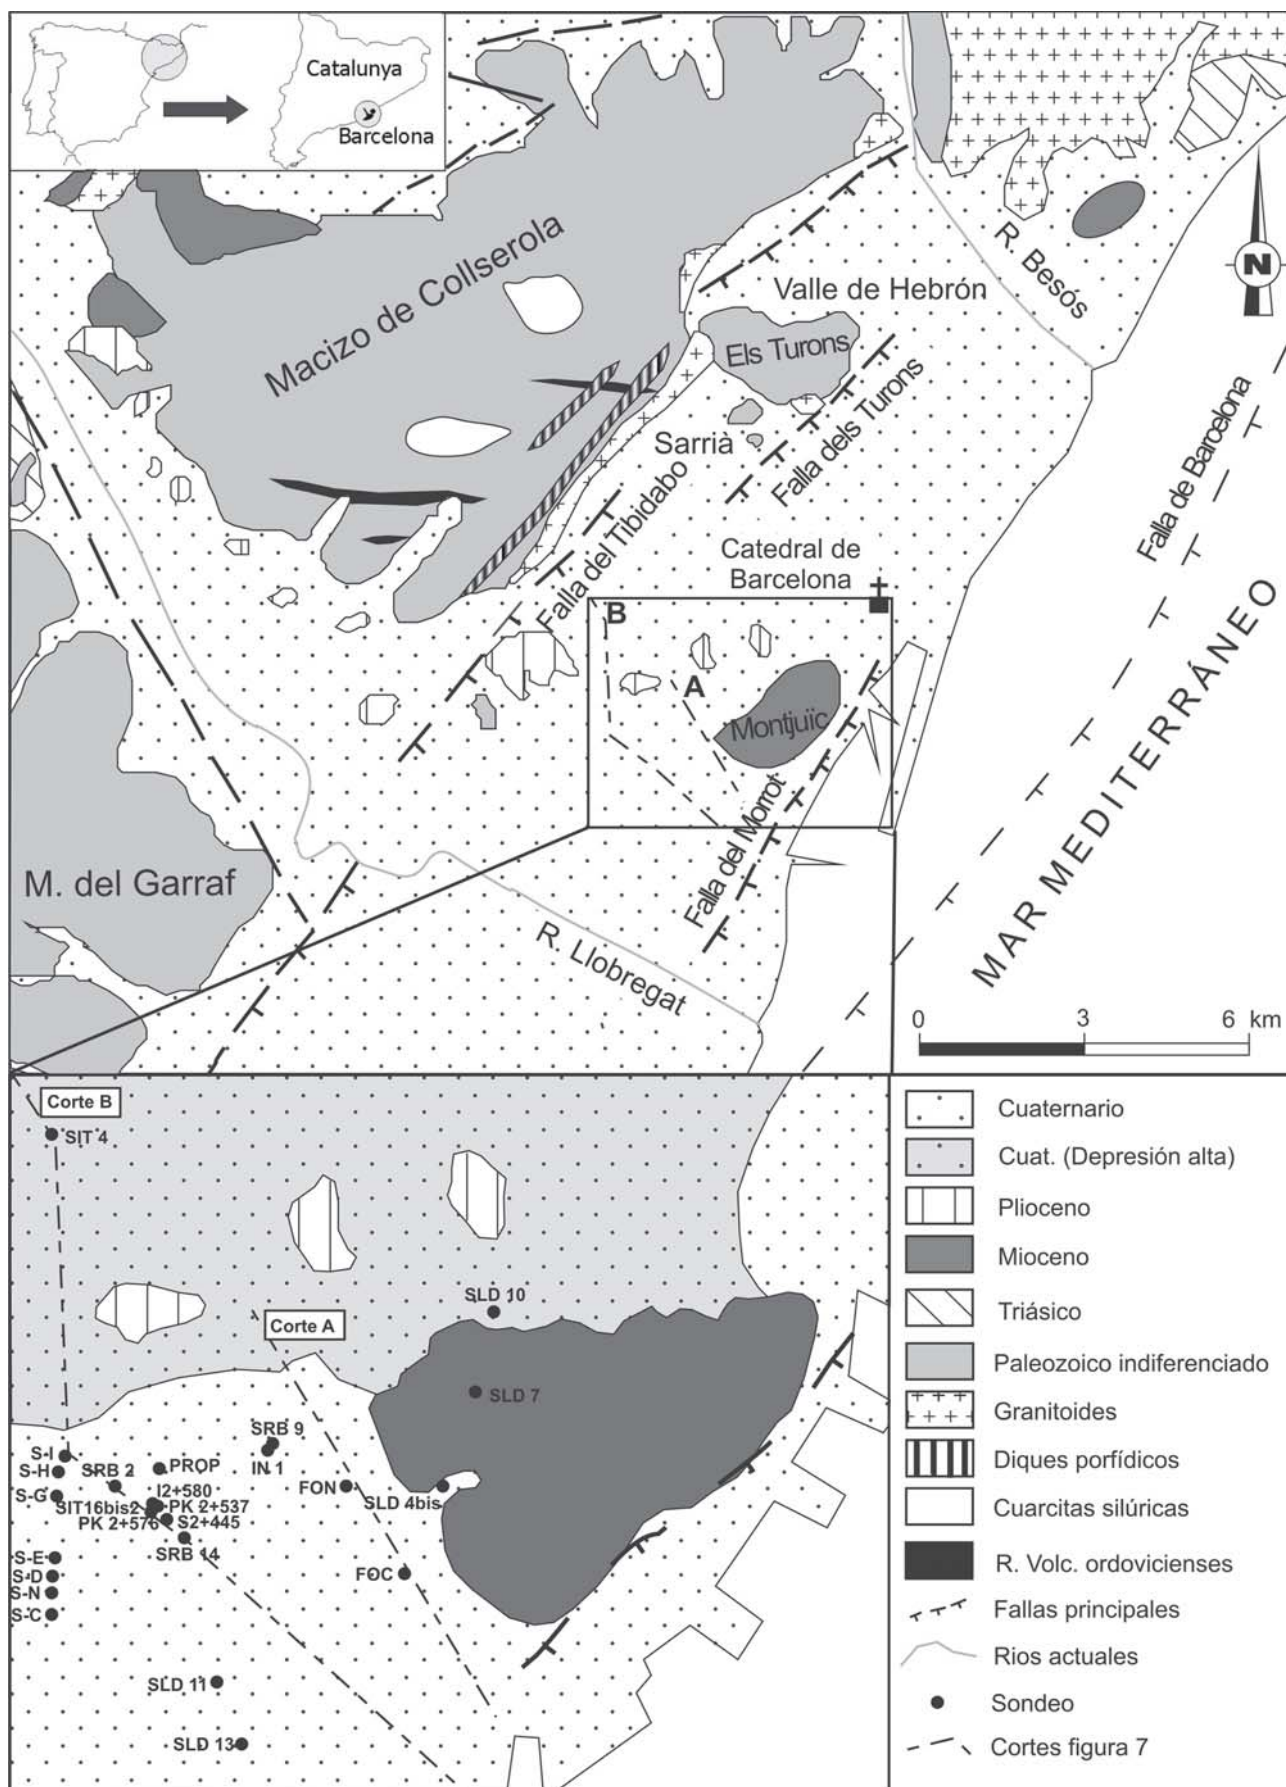 Catalunya
Barcelona
N
R. Besós
Macizo de Collserola
Valle de Hebrón
Els Turons
Sarrià
Falla dels Turons
Falla del Tibidabo
Falla de Barcelona
Catedral de
Barcelona
B
A
Montjuïc
Falla del Morrot
MAR MEDITERRÁNEO
M. del Garraf
R. Llobregat
0 3 6 km
Corte B
SIT 4
SLD 10
Corte A
SLD 7
SRB 9
S-I
S-H
SRB 2
PROP
IN 1
FON
SLD 4bis
S-G
I2+580
SIT16bis2
PK 2+537
PK 2+576
S2+445
SRB 14
S-E
S-D
S-N
S-C
FOC
SLD 11
SLD 13
Cuaternario
Cuat. (Depresión alta)
Plioceno
Mioceno
Triásico
Paleozoico indiferenciado
Granitoides
Diques porfídicos
Cuarcitas silúricas
R. Volc. ordovicienses
Fallas principales
Rios actuales
Sondeo
Cortes figura 7